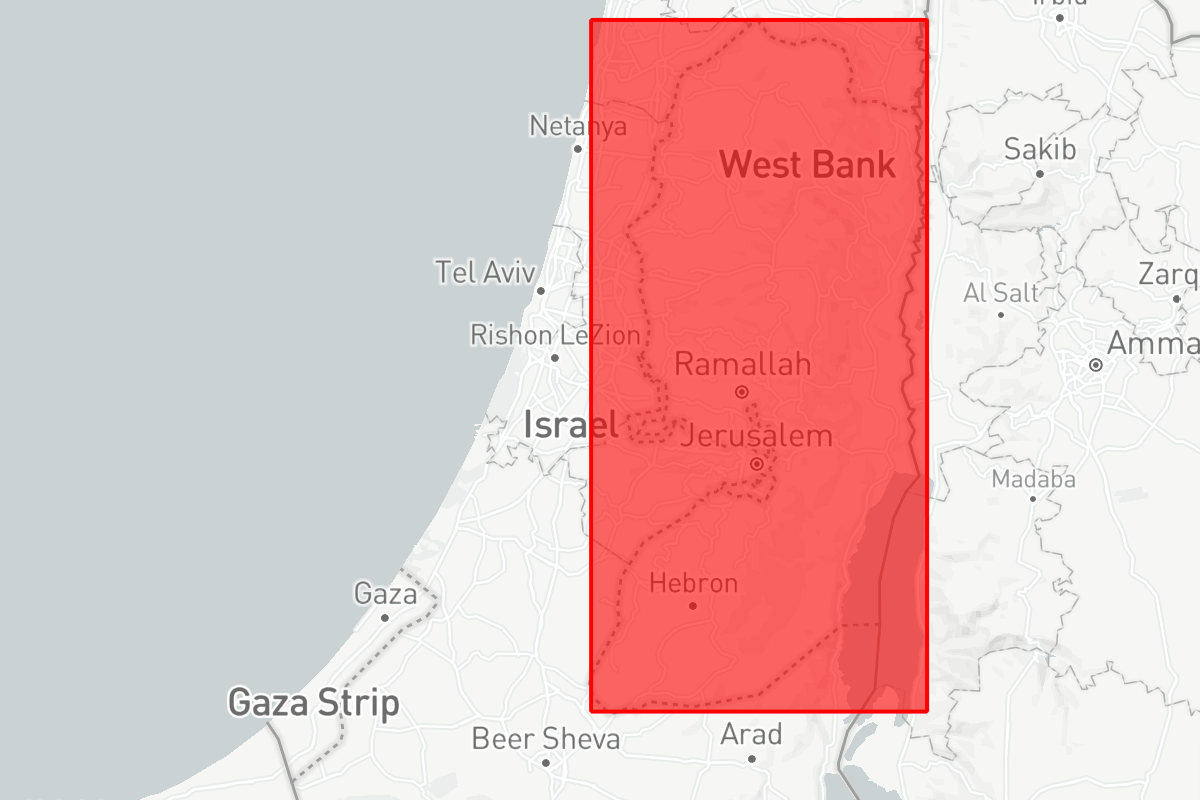 Netanya
West Bank
Sakib
Tel Aviv
Al Salt
Zarq
Rishon LeZion
Amma
Ramallah
Israel
Jerusalem
Madaba
Hebron
Gaza
Gaza Strip
Beer Sheva
Arad